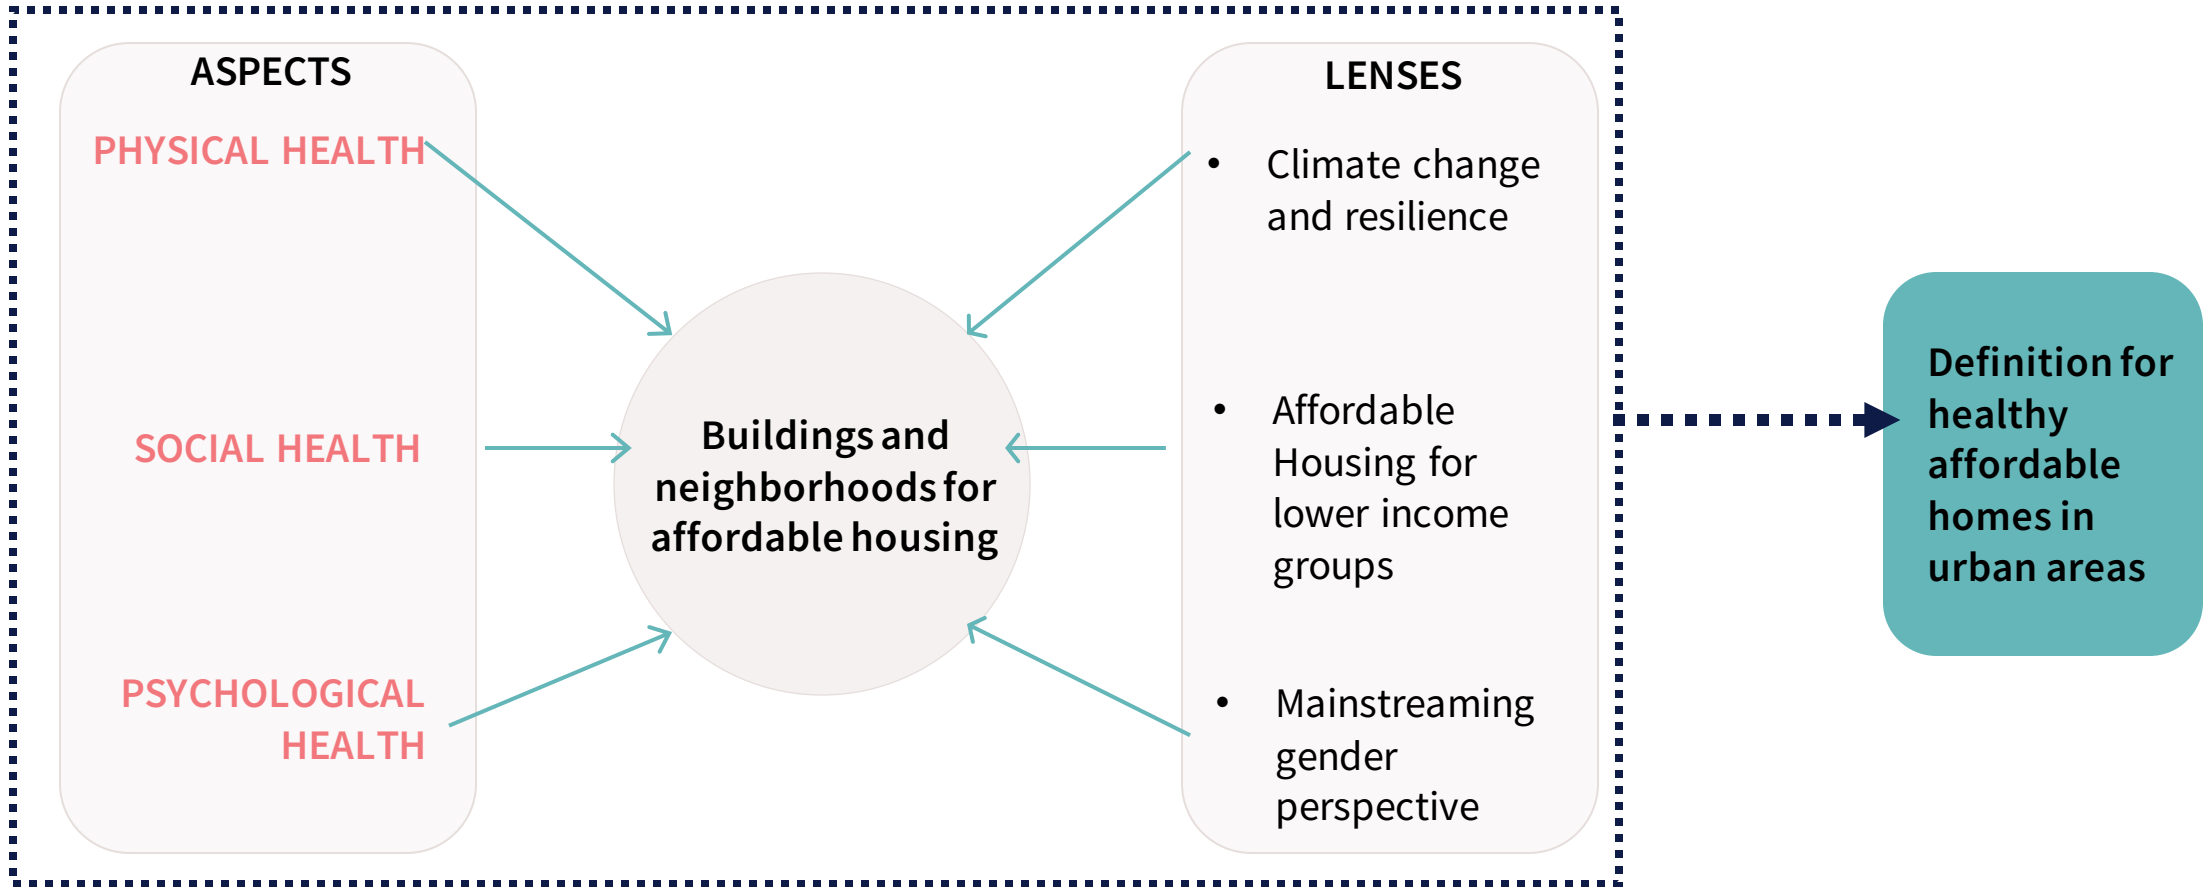 ASPECTS
PHYSICAL HEALTH
SOCIAL HEALTH
PSYCHOLOGICAL
HEALTH
Buildings and
neighborhoods for
affordable housing
LENSES
• Climate change
and resilience
• Affordable
Housing for
lower income
groups
• Mainstreaming
gender
perspective
Definition for
healthy
affordable
homes in
urban areas